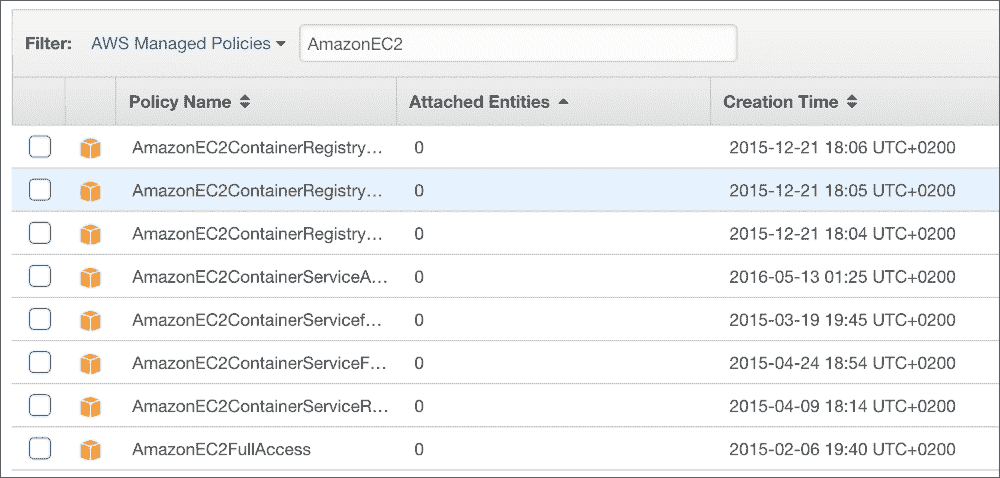 Filter: AWS Managed Policies AmazonEC2
Policy Name Attached Entities Creation Time
AmazonEC2ContainerRegistry… 0 2015-12-21 18:06 UTC+0200
AmazonEC2ContainerRegistry… 0 2015-12-21 18:05 UTC+0200
AmazonEC2ContainerRegistry… 0 2015-12-21 18:04 UTC+0200
AmazonEC2ContainerServiceA… 0 2016-05-13 01:25 UTC+0200
AmazonEC2ContainerServicef… 0 2015-03-19 19:45 UTC+0200
AmazonEC2ContainerServiceF… 0 2015-04-24 18:54 UTC+0200
AmazonEC2ContainerServiceR… 0 2015-04-09 18:14 UTC+0200
AmazonEC2FullAccess 0 2015-02-06 19:40 UTC+0200